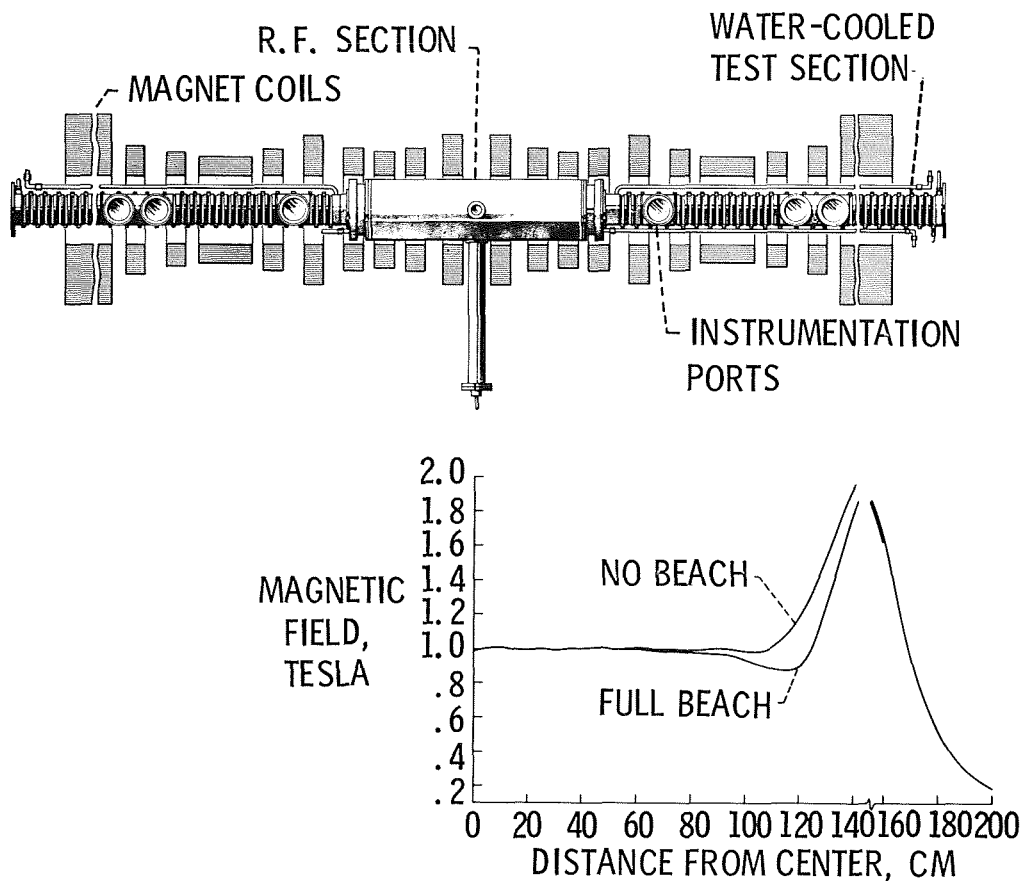 R.F. SECTION
WATER-COOLED
TEST SECTION
MAGNET COILS
INSTRUMENTATION
PORTS
2.0
1.8
1.6
1.4
1.2
1.0
.8
.6
.4
.2
MAGNETIC
FIELD,
TESLA
NO BEACH
FULL BEACH
0 20 40 60 80 100 120 140 160 180 200
DISTANCE FROM CENTER, CM